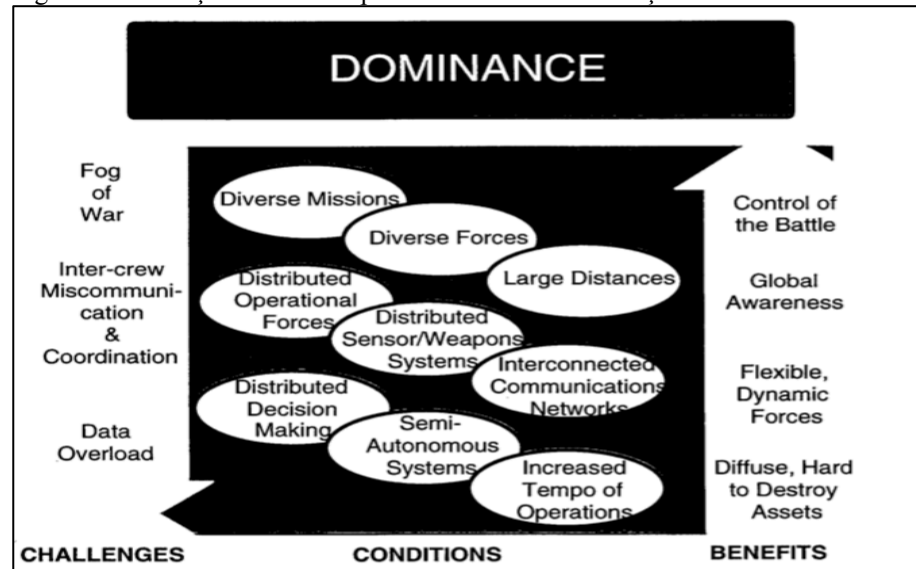 DOMINANCE
Fog
of
War
Inter-crew
Miscommuni-
cation
&
Coordination
Data
Overload
Diverse Missions
Diverse Forces
Large Distances
Distributed
Operational
Forces
Distributed
Sensor/Weapons
Systems
Interconnected
Communications
Networks
Distributed
Decision
Making
Semi-
Autonomous
Systems
Increased
Tempo of
Operations
Control of
the Battle
Global
Awareness
Flexible,
Dynamic
Forces
Diffuse, Hard
to Destroy
Assets
CHALLENGES
CONDITIONS
BENEFITS